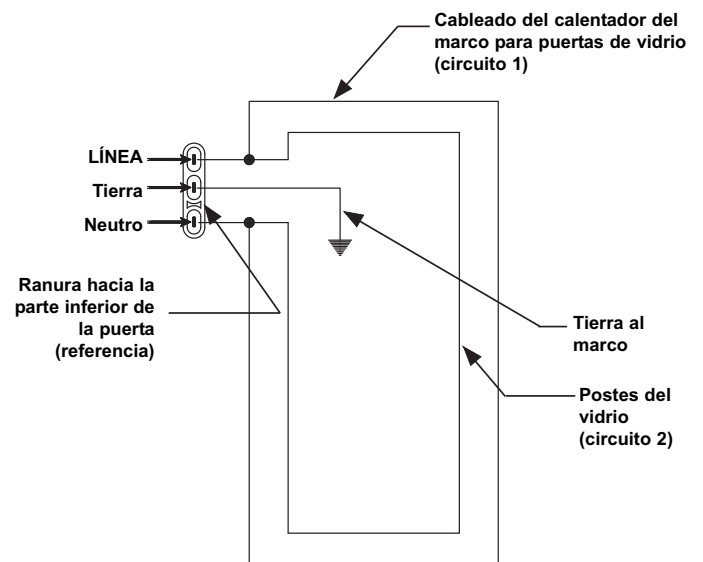 Cableado del calentador del
marco para puertas de vidrio
(circuito 1)
LÍNEA
Tierra
Neutro
Ranura hacia la
parte inferior de
la puerta
(referencia)
Tierra al
marco
Postes del
vidrio
(circuito 2)